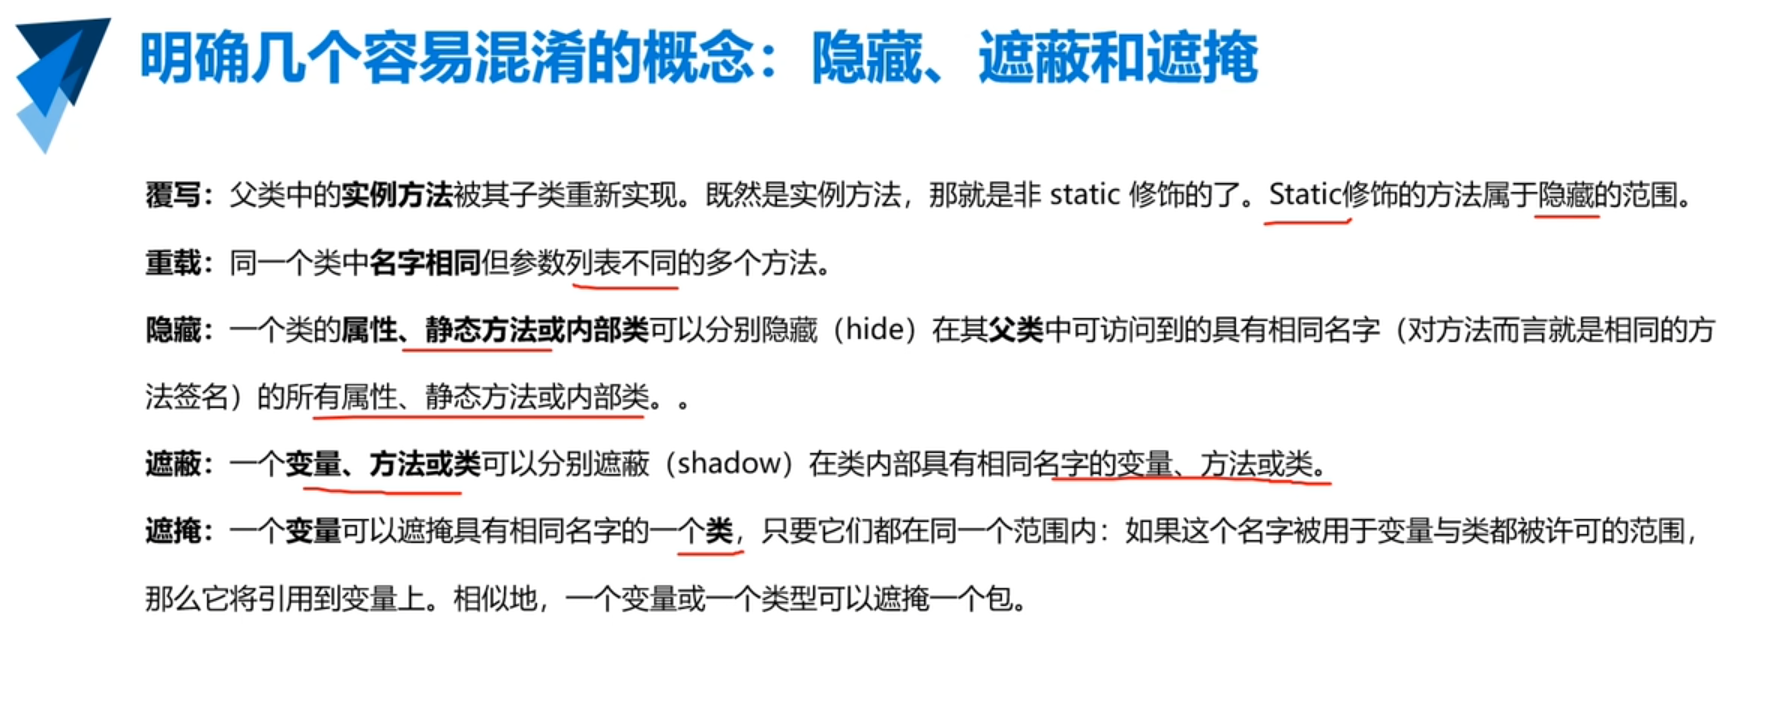 明确几个容易混淆的概念：隐藏、遮蔽和遮掩
覆写：父类中的实例方法被其子类重新实现。既然是实例方法，那就是非 static 修饰的了。Static修饰的方法属于隐藏的范围。
重载：同一个类中名字相同但参数列表不同的多个方法。
隐藏：一个类的属性、静态方法或内部类可以分别隐藏（hide）在其父类中可访问到的具有相同名字（对方法而言就是相同的方
法签名）的所有属性、静态方法或内部类。。
遮蔽：一个变量、方法或类可以分别遮蔽（shadow）在类内部具有相同名字的变量、方法或类。
遮掩：一个变量可以遮掩具有相同名字的一个类，只要它们都在同一个范围内：如果这个名字被用于变量与类都被许可的范围，
那么它将引用到变量上。相似地，一个变量或一个类型可以遮掩一个包。